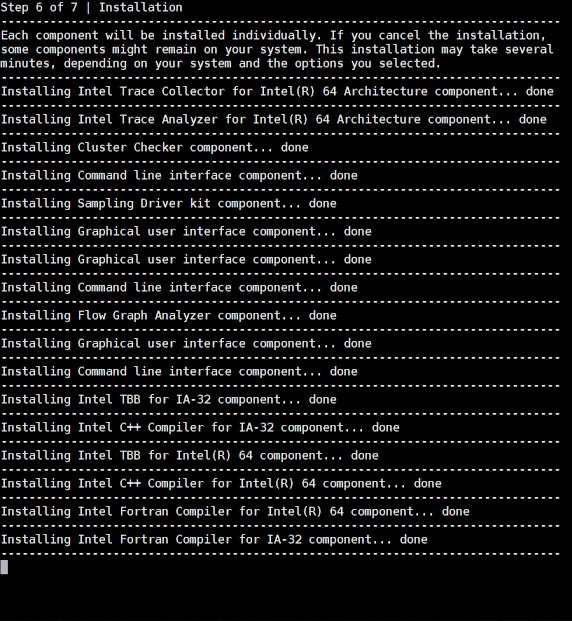 Step 6 of 7 | Installation
--------------------------------------------------------------------------------
Each component will be installed individually. If you cancel the installation,
some components might remain on your system. This installation may take several
minutes, depending on your system and the options you selected.
--------------------------------------------------------------------------------
Installing Intel Trace Collector for Intel(R) 64 Architecture component... done
--------------------------------------------------------------------------------
Installing Intel Trace Analyzer for Intel(R) 64 Architecture component... done
--------------------------------------------------------------------------------
Installing Cluster Checker component... done
--------------------------------------------------------------------------------
Installing Command line interface component... done
--------------------------------------------------------------------------------
Installing Sampling Driver kit component... done
--------------------------------------------------------------------------------
Installing Graphical user interface component... done
--------------------------------------------------------------------------------
Installing Graphical user interface component... done
--------------------------------------------------------------------------------
Installing Command line interface component... done
--------------------------------------------------------------------------------
Installing Flow Graph Analyzer component... done
--------------------------------------------------------------------------------
Installing Graphical user interface component... done
--------------------------------------------------------------------------------
Installing Command line interface component... done
--------------------------------------------------------------------------------
Installing Intel TBB for IA-32 component... done
--------------------------------------------------------------------------------
Installing Intel C++ Compiler for IA-32 component... done
--------------------------------------------------------------------------------
Installing Intel TBB for Intel(R) 64 component... done
--------------------------------------------------------------------------------
Installing Intel C++ Compiler for Intel(R) 64 component... done
--------------------------------------------------------------------------------
Installing Intel Fortran Compiler for Intel(R) 64 component... done
--------------------------------------------------------------------------------
Installing Intel Fortran Compiler for IA-32 component... done
--------------------------------------------------------------------------------